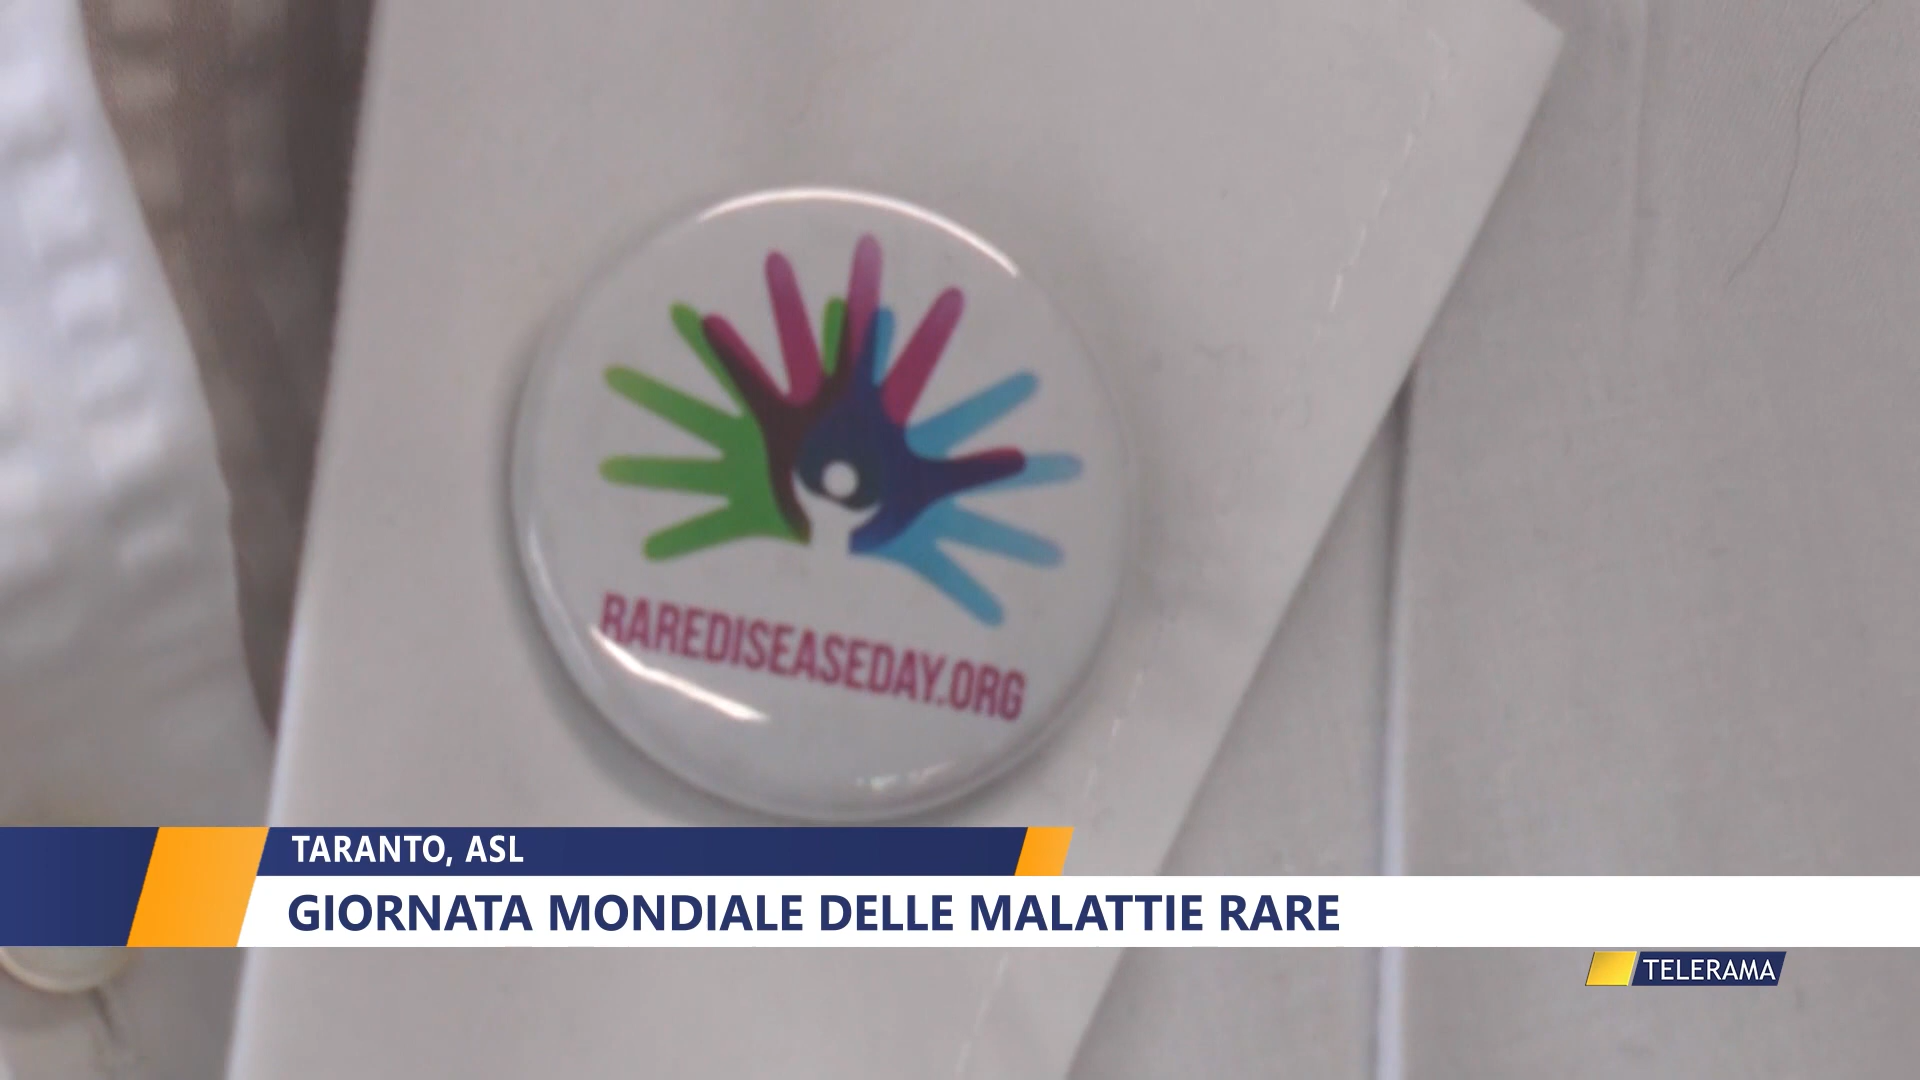 RAREDISEASEDAY.ORG
TARANTO, ASL
GIORNATA MONDIALE DELLE MALATTIE RARE
TELERAMA